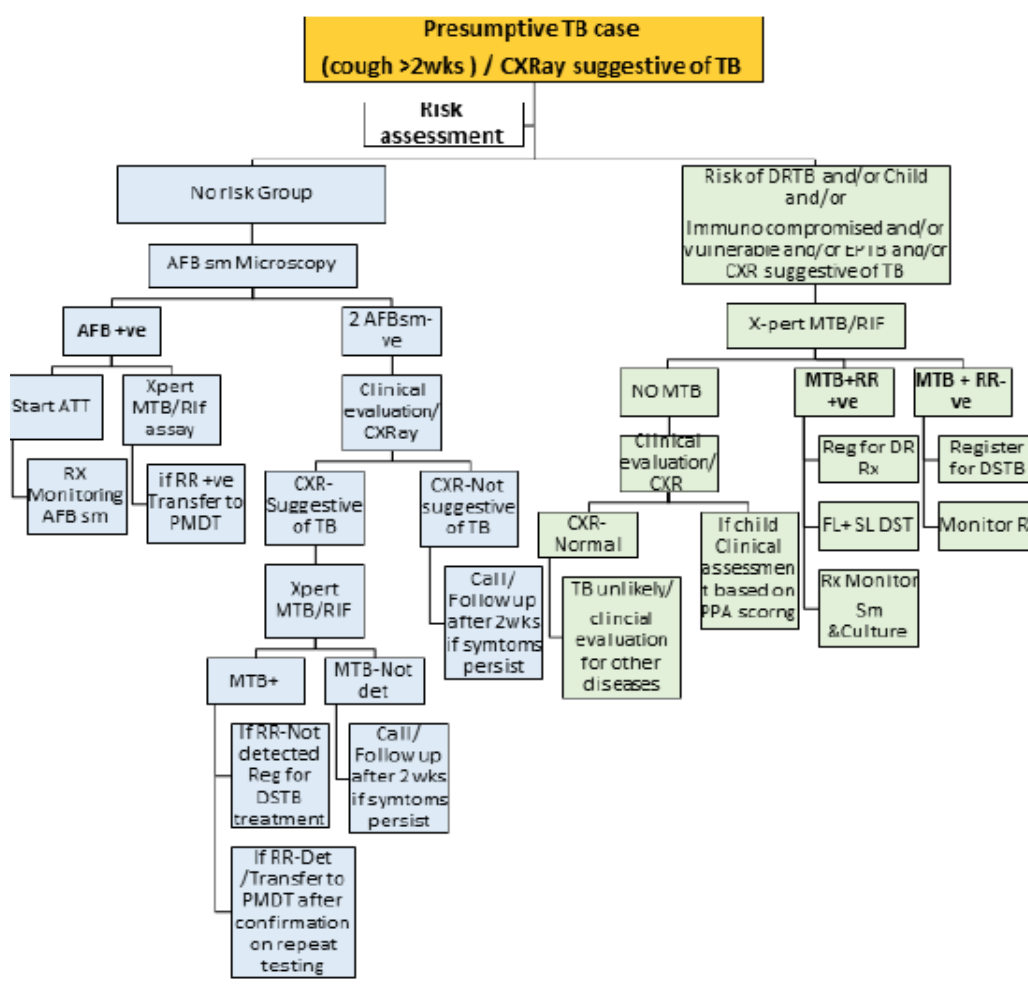 Presumptive TB case
(cough >2wks ) / CXRay suggestive of TB
Risk
assessment
No risk Group
AFB sm Microscopy
AFB +ve
Start ATT
RX
Monitoring
AFB sm
Xpert
MTB/RIf
assay
if RR +ve
Transfer to
PMDT
2 AFBsm-
ve
Clinical
evaluation/
CXRay
CXR-
Suggestive
of TB
Xpert
MTB/RIF
MTB+
If RR-Not
detected
Reg for
DSTB
treatment
If RR-Det
/Transfer to
PMDT after
confirmation
on repeat
testing
MTB-Not
det
Call/
Follow up
after 2 wks
if symtoms
persist
CXR-Not
suggestive
of TB
Call/
Follow up
after 2wks
if symtoms
persist
Risk of DRTB and/or Child
and/or
Immuno compromised and/or
Vulnerable and/or EPTB and/or
CXR suggestive of TB
X-pert MTB/RIF
NO MTB
Clinical
evaluation/
CXR
CXR-
Normal
TB unlikely/
clincial
evaluation
for other
diseases
If child
Clinical
assessmen
t based on
PPA scorng
MTB+RR
+ve
Reg for DR
Rx
FL+ SL DST
Rx Monitor
Sm
&Culture
MTB + RR-
ve
Register
for DSTB
Monitor R